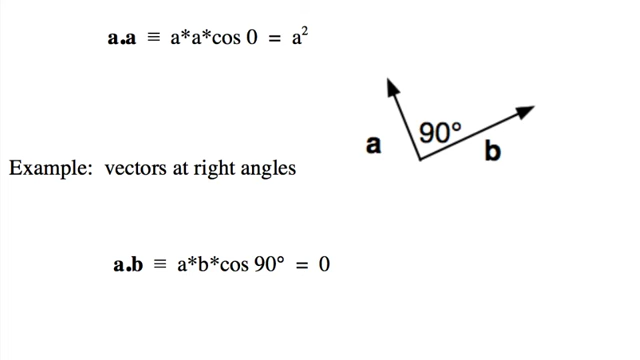 a.a ≡ a*a*cos 0 = a²
90°
a
b
Example: vectors at right angles
a.b ≡ a*b*cos 90° = 0